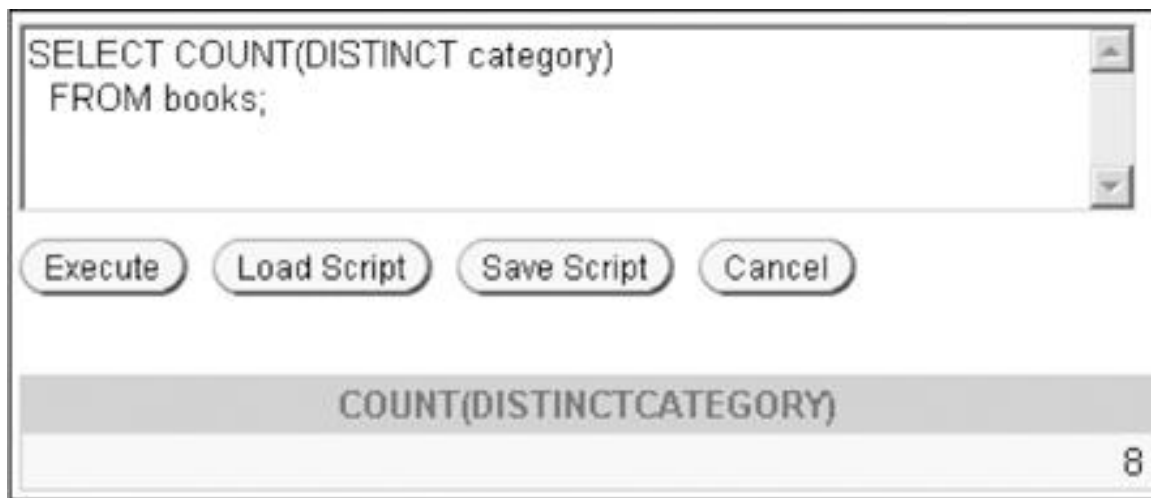 SELECT COUNT(DISTINCT category)
FROM books;
Execute Load Script Save Script Cancel
COUNT(DISTINCTCATEGORY)
8